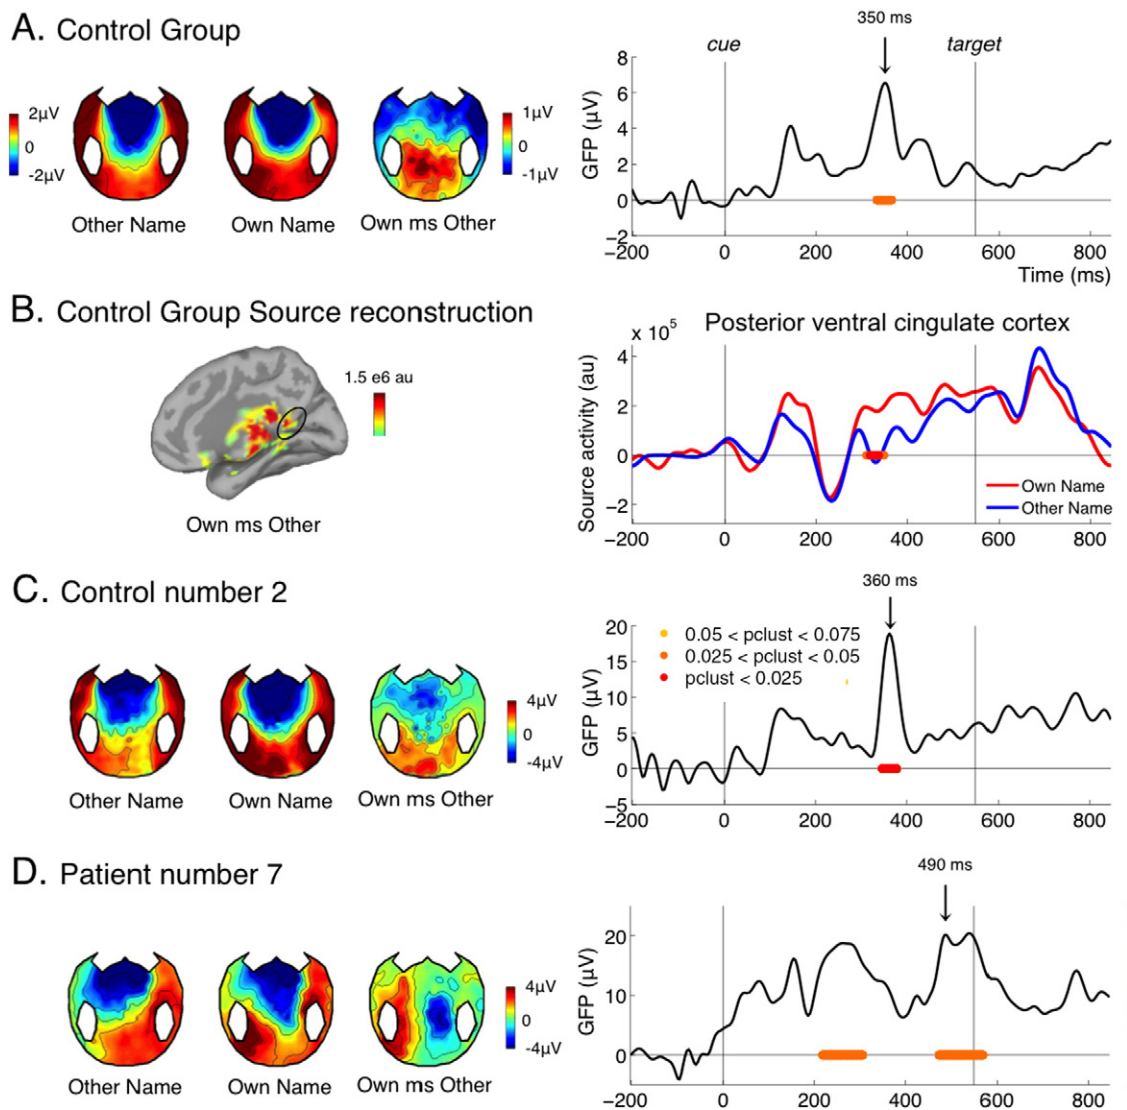 A. Control Group
350 ms
cue
target
2µV
0
-2µV
1µV
0
-1µV
Other Name
Own Name
Own ms Other
GFP (µV)
8
6
4
2
0
−2
−200
0
200
400
600
800
Time (ms)
B. Control Group Source reconstruction
1.5 e6 au
Own ms Other
x 10⁵
Posterior ventral cingulate cortex
Source activity (au)
4
2
0
−2
Own Name
Other Name
−200
0
200
400
600
800
C. Control number 2
360 ms
4µV
0
-4µV
Other Name
Own Name
Own ms Other
GFP (µV)
20
15
10
5
0
−5
0.05 < pclust < 0.075
0.025 < pclust < 0.05
pclust < 0.025
−200
0
200
400
600
800
D. Patient number 7
490 ms
4µV
0
-4µV
Other Name
Own Name
Own ms Other
GFP (µV)
20
10
0
-200
0
200
400
600
800